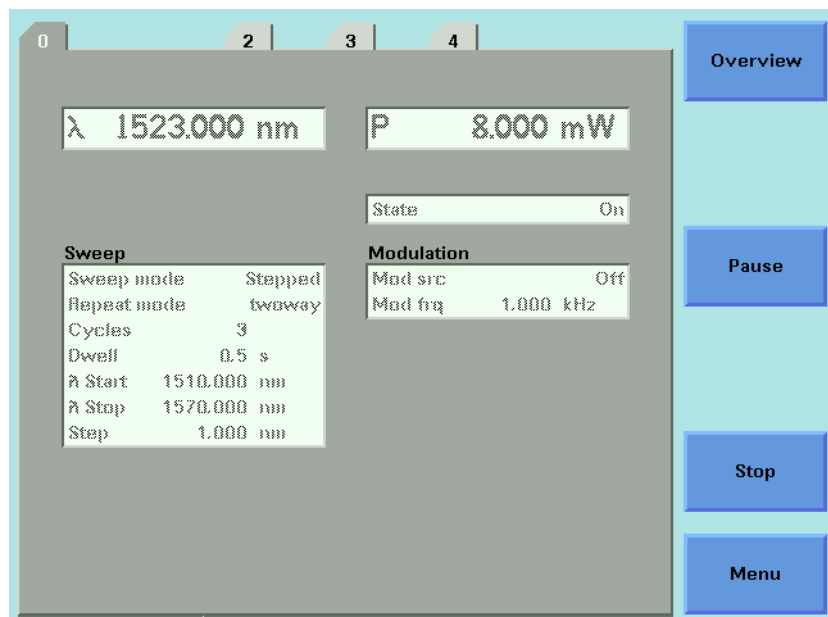 0 2 3 4
Overview
λ 1523.000 nm
P 8.000 mW
State On
Sweep
Sweep mode Stepped
Repeat mode twoway
Cycles 3
Dwell 0.5 s
λ Start 1510.000 nm
λ Stop 1570.000 nm
Step 1.000 nm
Modulation
Mod src Off
Mod frq 1.000 kHz
Pause
Stop
Menu